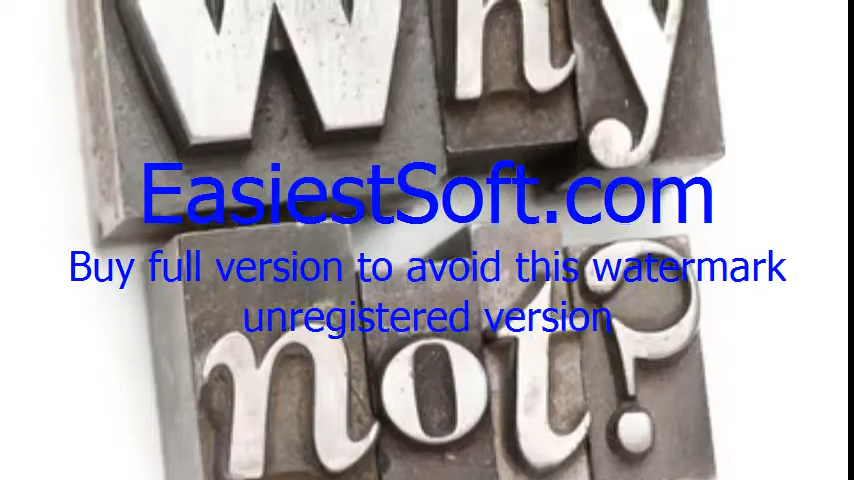 Why
EasiestSoft.com
Buy full version to avoid this watermark
unregistered version
not?